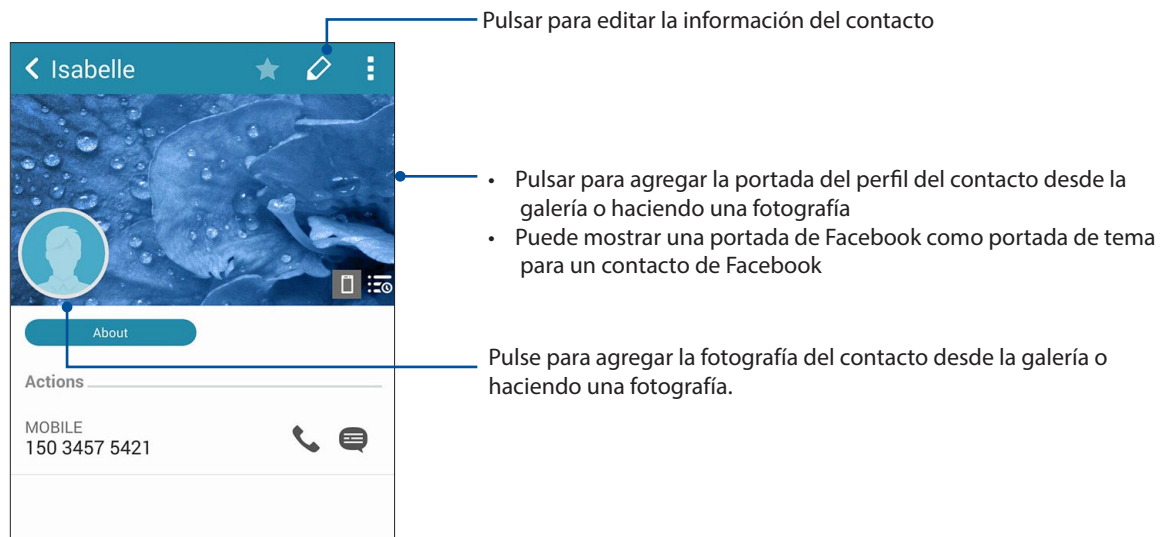 Pulsar para editar la información del contacto
Isabelle
• Pulsar para agregar la portada del perfil del contacto desde la
galería o haciendo una fotografía
• Puede mostrar una portada de Facebook como portada de tema
para un contacto de Facebook
About
Pulse para agregar la fotografía del contacto desde la galería o
haciendo una fotografía.
Actions
MOBILE
150 3457 5421